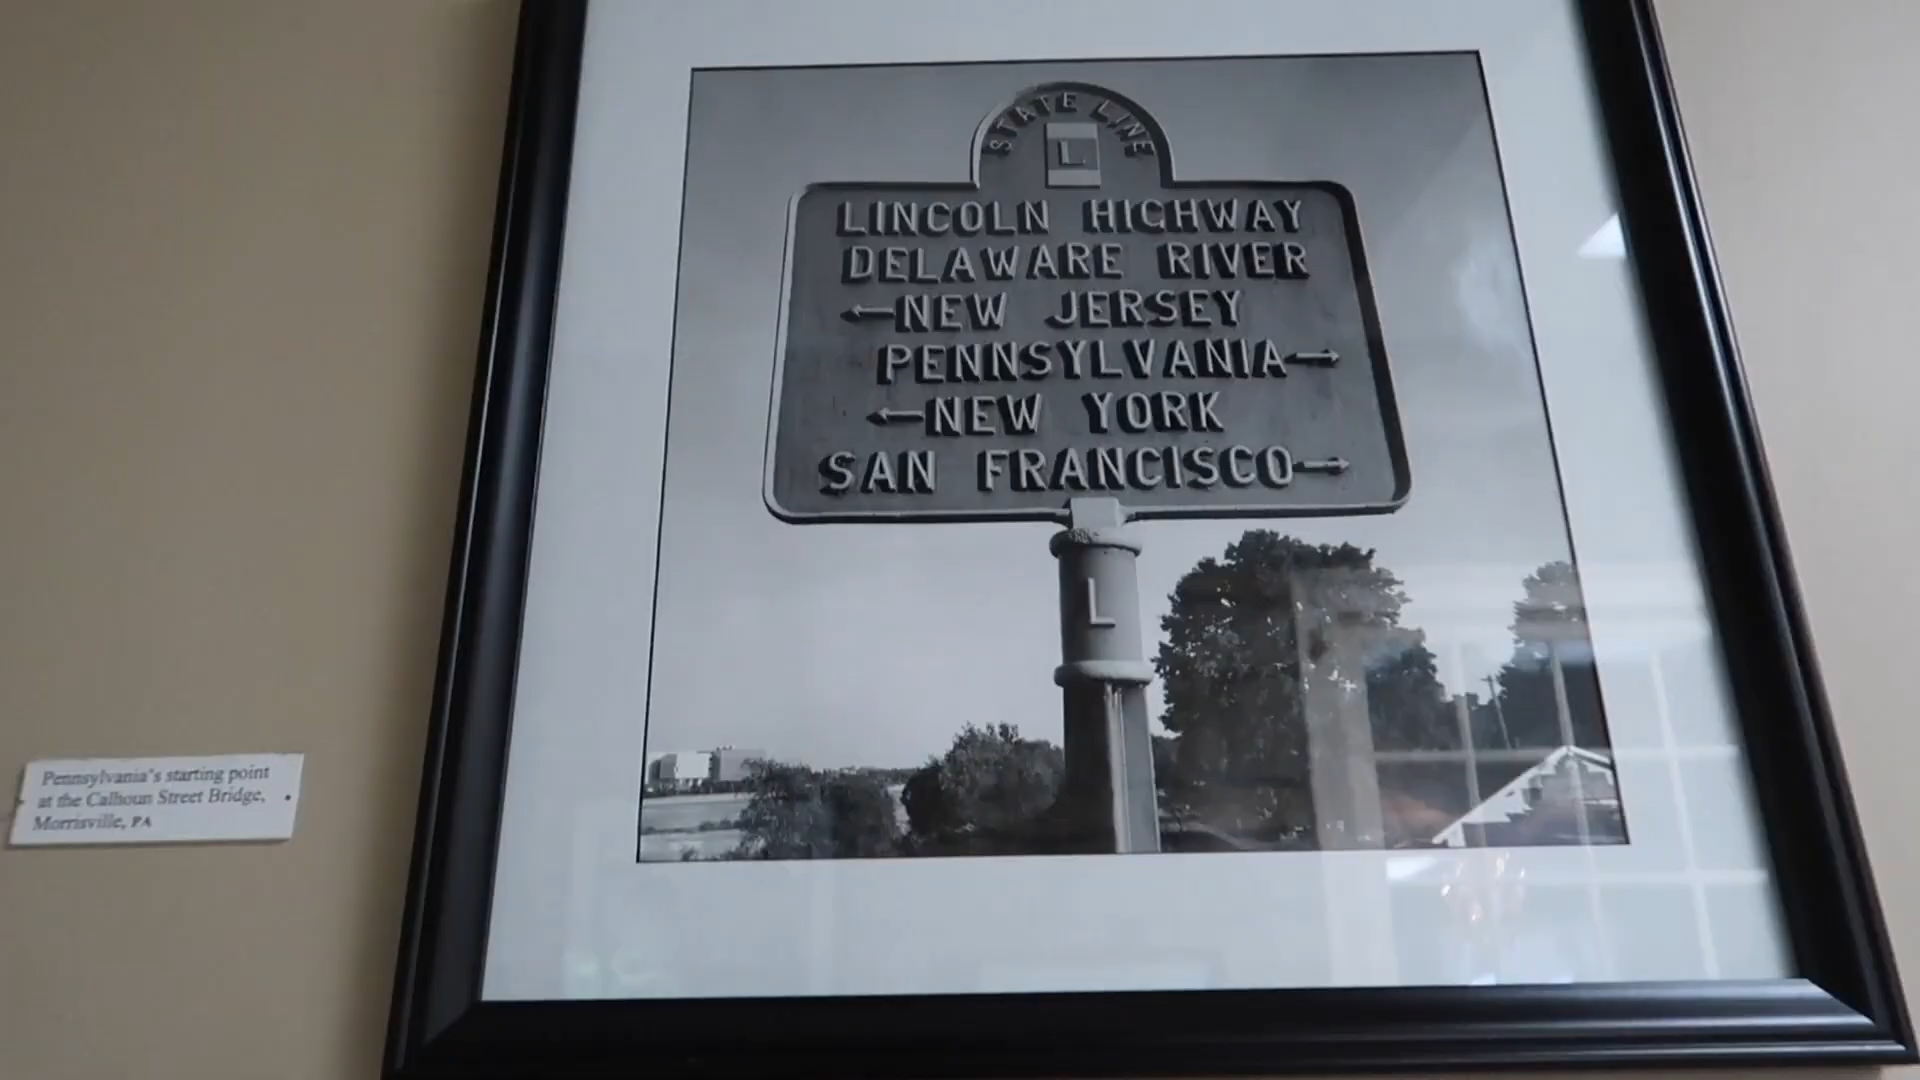 STATE LINE
L
LINCOLN HIGHWAY
DELAWARE RIVER
←NEW JERSEY
PENNSYLVANIA→
←NEW YORK
SAN FRANCISCO→
L
Pennsylvania's starting point
at the Calhoun Street Bridge,
Morrisville, PA